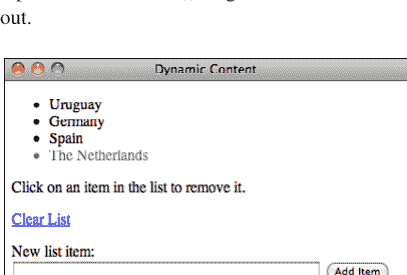 out.
Dynamic Content
• Uruguay
• Germany
• Spain
• The Netherlands
Click on an item in the list to remove it.
Clear List
New list item:
Add Item